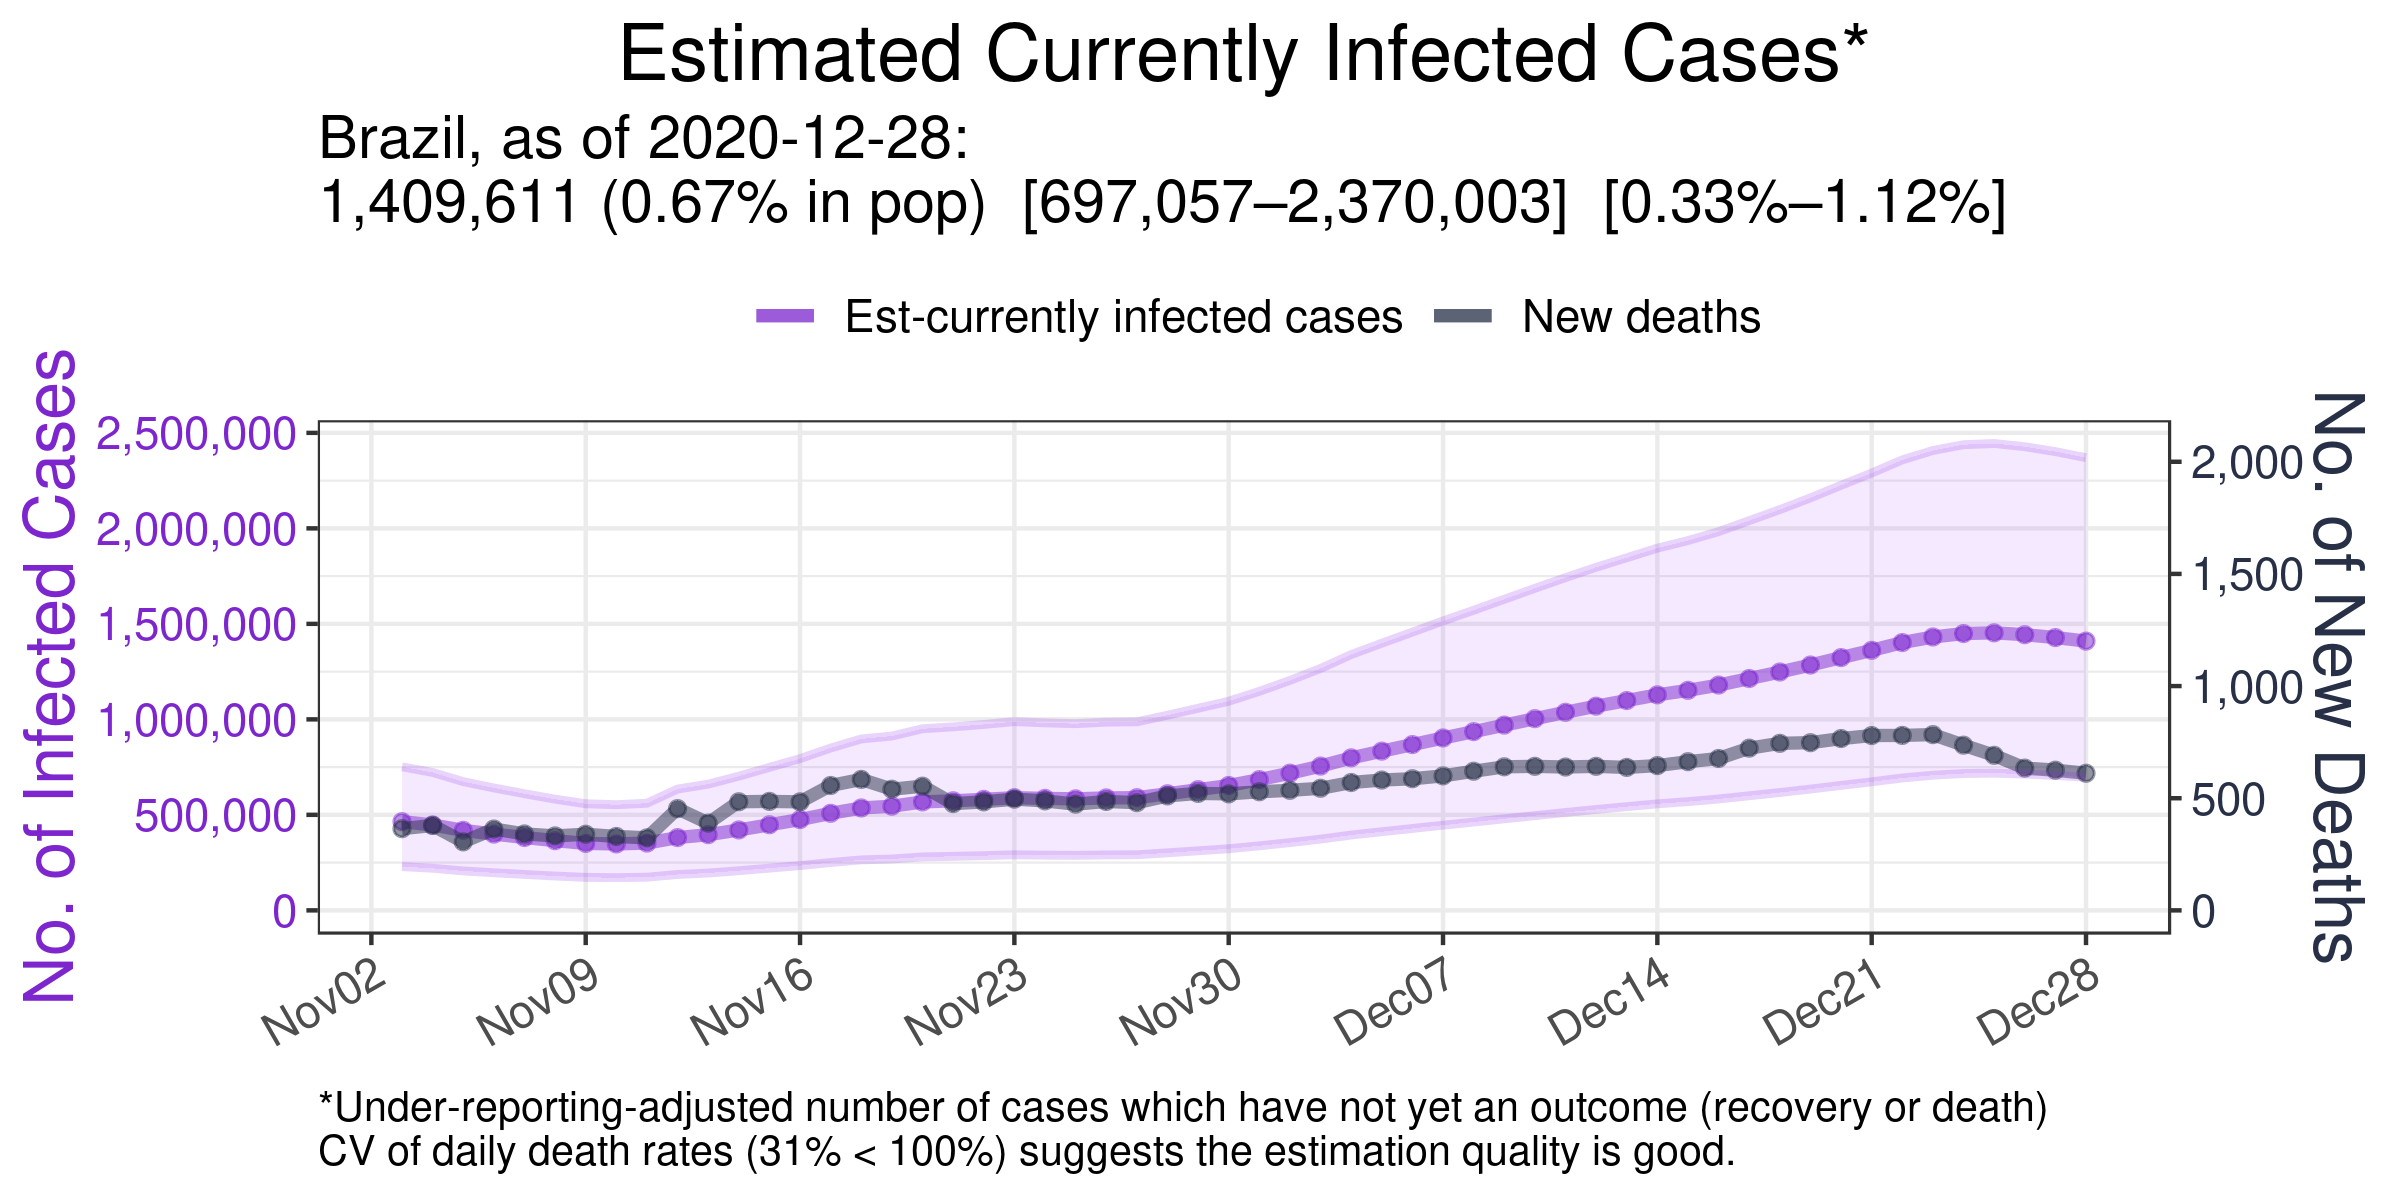 Estimated Currently Infected Cases*
Brazil, as of 2020-12-28:
1,409,611 (0.67% in pop) [697,057–2,370,003] [0.33%–1.12%]
Est-currently infected cases New deaths
No. of Infected Cases
2,500,000
2,000,000
1,500,000
1,000,000
500,000
0
2,000
1,500
1,000
500
0
No. of New Deaths
Nov02 Nov09 Nov16 Nov23 Nov30 Dec07 Dec14 Dec21 Dec28
*Under-reporting-adjusted number of cases which have not yet an outcome (recovery or death)
CV of daily death rates (31% < 100%) suggests the estimation quality is good.